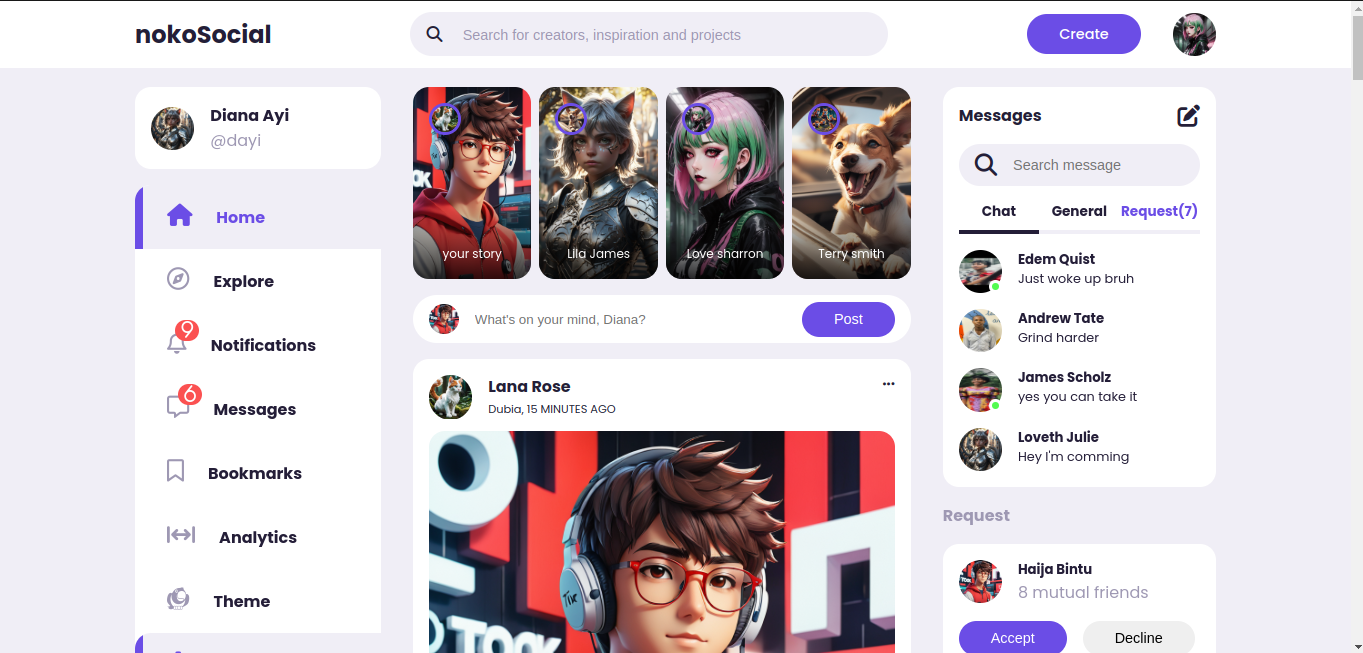 nokoSocial
Search for creators, inspiration and projects
Create
Diana Ayi
@dayi
Home
Explore
9
Notifications
6
Messages
Bookmarks
Analytics
Theme
your story
Lila James
Love sharron
Terry smith
What's on your mind, Diana?
Post
Lana Rose
Dubia, 15 MINUTES AGO
Messages
Search message
Chat
General
Request(7)
Edem Quist
Just woke up bruh
Andrew Tate
Grind harder
James Scholz
yes you can take it
Loveth Julie
Hey I'm comming
Request
Haija Bintu
8 mutual friends
Accept
Decline